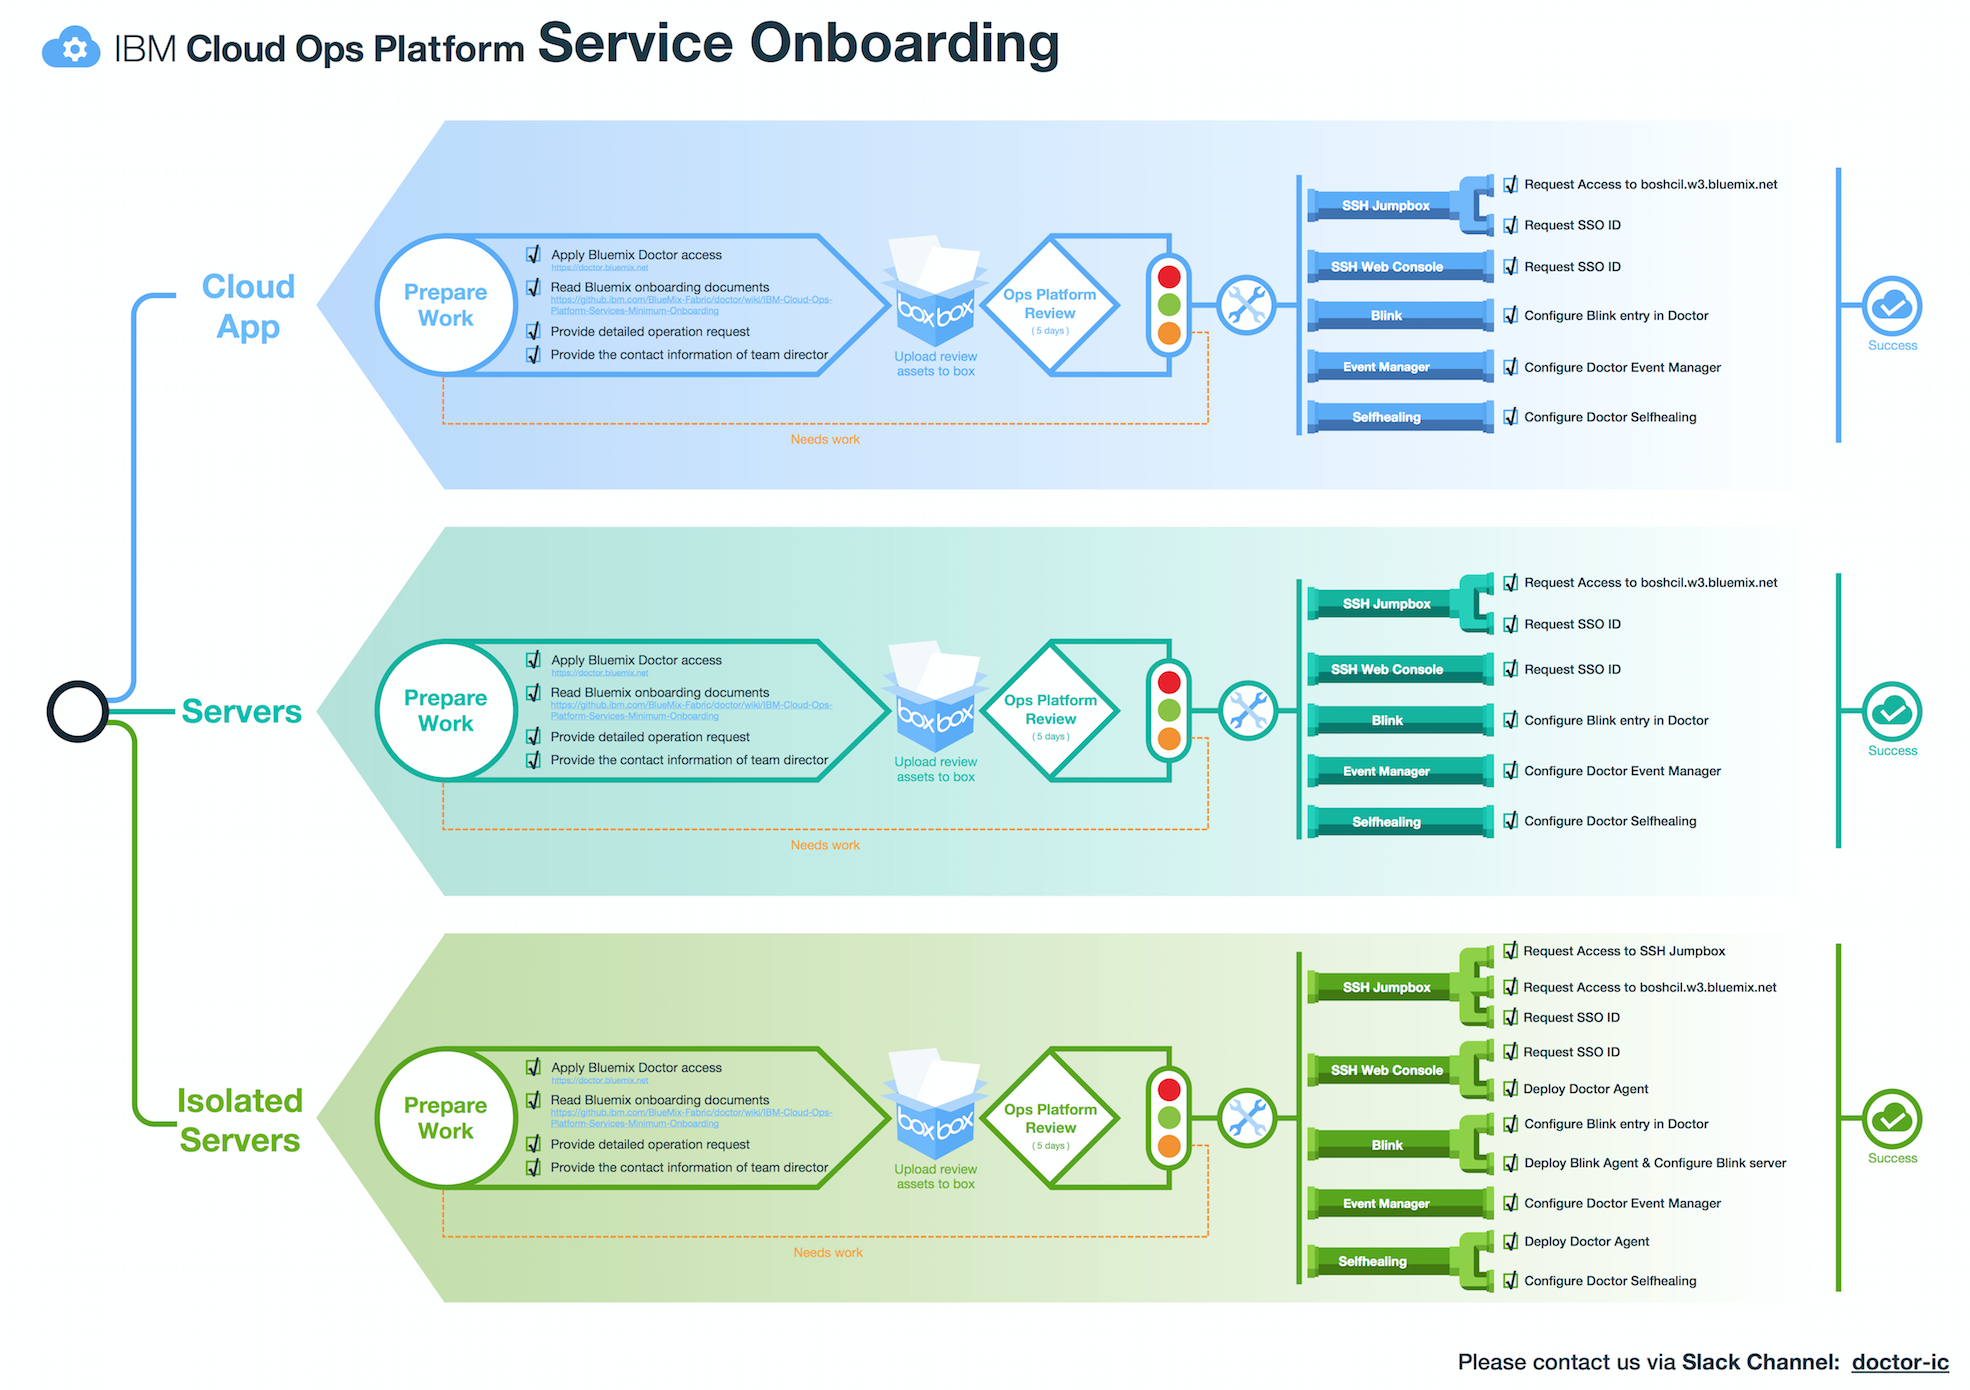 IBM Cloud Ops Platform Service Onboarding
Cloud
App
Prepare
Work
Apply Bluemix Doctor access
https://doctor.bluemix.net
Read Bluemix onboarding documents
https://github.ibm.com/BlueMix-Fabric/doctor/wiki/IBM-Cloud-Ops-
Platform-Services-Minimum-Onboarding
Provide detailed operation request
Provide the contact information of team director
box box
Upload review
assets to box
Ops Platform
Review
( 5 days )
Needs work
SSH Jumpbox
Request Access to boshcil.w3.bluemix.net
Request SSO ID
SSH Web Console
Request SSO ID
Blink
Configure Blink entry in Doctor
Event Manager
Configure Doctor Event Manager
Selfhealing
Configure Doctor Selfhealing
Success
Servers
Prepare
Work
Apply Bluemix Doctor access
https://doctor.bluemix.net
Read Bluemix onboarding documents
https://github.ibm.com/BlueMix-Fabric/doctor/wiki/IBM-Cloud-Ops-
Platform-Services-Minimum-Onboarding
Provide detailed operation request
Provide the contact information of team director
box box
Upload review
assets to box
Ops Platform
Review
( 5 days )
Needs work
SSH Jumpbox
Request Access to boshcil.w3.bluemix.net
Request SSO ID
SSH Web Console
Request SSO ID
Blink
Configure Blink entry in Doctor
Event Manager
Configure Doctor Event Manager
Selfhealing
Configure Doctor Selfhealing
Success
Isolated
Servers
Prepare
Work
Apply Bluemix Doctor access
https://doctor.bluemix.net
Read Bluemix onboarding documents
https://github.ibm.com/BlueMix-Fabric/doctor/wiki/IBM-Cloud-Ops-
Platform-Services-Minimum-Onboarding
Provide detailed operation request
Provide the contact information of team director
box box
Upload review
assets to box
Ops Platform
Review
( 5 days )
Needs work
SSH Jumpbox
Request Access to SSH Jumpbox
Request Access to boshcil.w3.bluemix.net
Request SSO ID
SSH Web Console
Request SSO ID
Deploy Doctor Agent
Blink
Configure Blink entry in Doctor
Deploy Blink Agent & Configure Blink server
Event Manager
Configure Doctor Event Manager
Selfhealing
Deploy Doctor Agent
Configure Doctor Selfhealing
Success
Please contact us via Slack Channel: doctor-ic